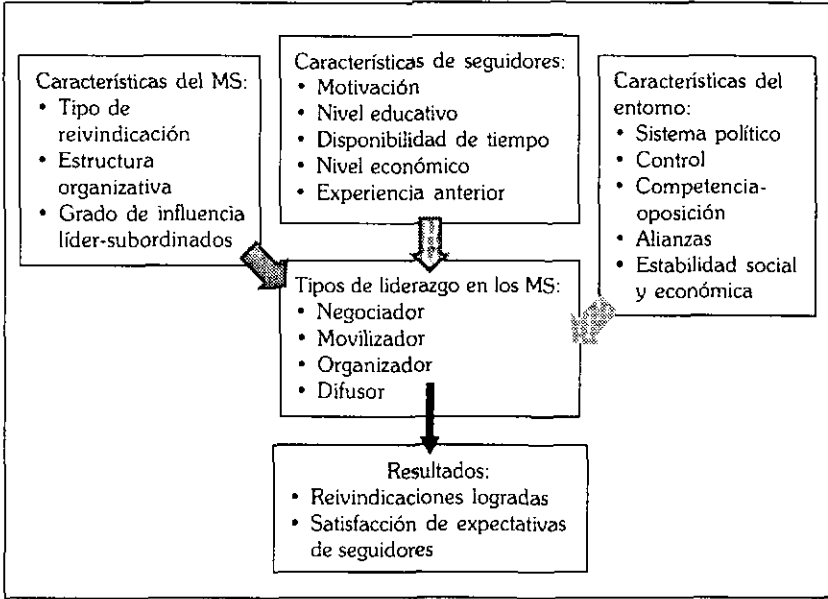 Características del MS:
• Tipo de
reivindicación
• Estructura
organizativa
• Grado de influencia
líder-subordinados
Características de seguidores:
• Motivación
• Nivel educativo
• Disponibilidad de tiempo
• Nivel económico
• Experiencia anterior
Características del
entorno:
• Sistema político
• Control
• Competencia-
oposición
• Alianzas
• Estabilidad social
y económica
Tipos de liderazgo en los MS:
• Negociador
• Movilizador
• Organizador
• Difusor
Resultados:
• Reivindicaciones logradas
• Satisfacción de expectativas
de seguidores